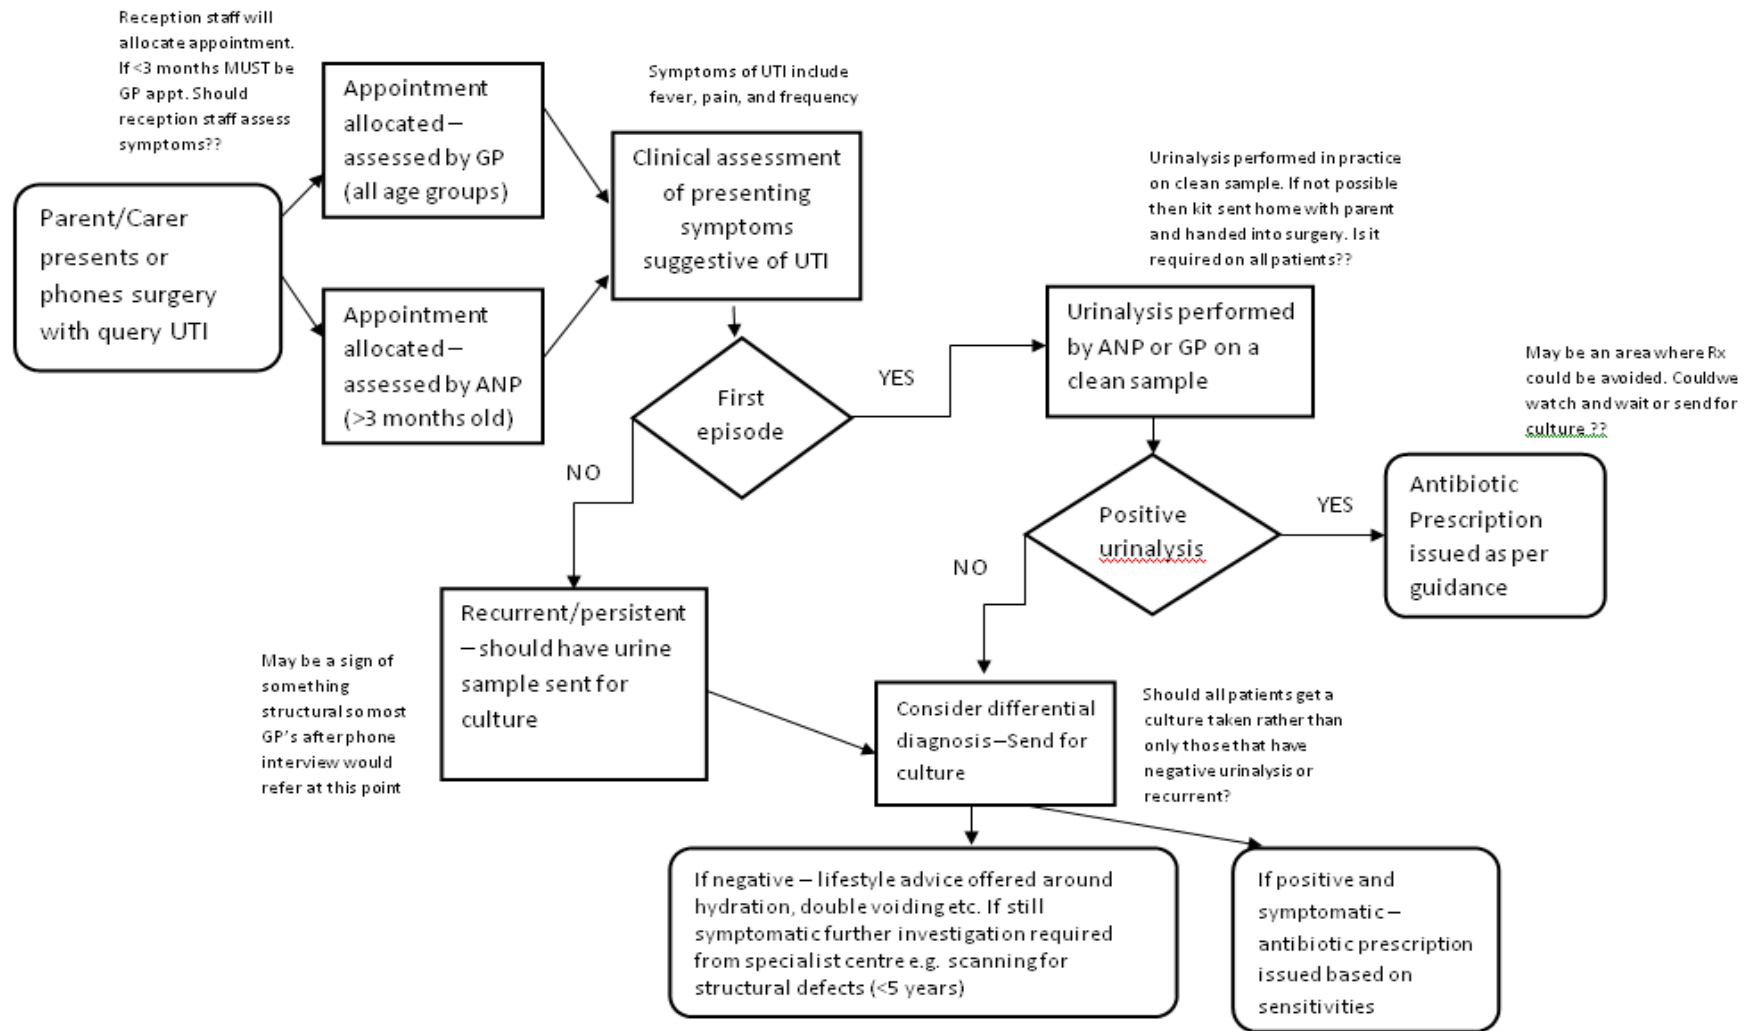 Reception staff will
allocate appointment.
If <3 months MUST be
GP appt. Should
reception staff assess
symptoms??
Parent/Carer
presents or
phones surgery
with query UTI
Appointment
allocated –
assessed by GP
(all age groups)
Appointment
allocated –
assessed by ANP
(>3 months old)
Symptoms of UTI include
fever, pain, and frequency
Clinical assessment
of presenting
symptoms
suggestive of UTI
First
episode
YES
NO
Urinalysis performed in practice
on clean sample. If not possible
then kit sent home with parent
and handed into surgery. Is it
required on all patients??
Urinalysis performed
by ANP or GP on a
clean sample
Positive
urinalysis
YES
NO
May be an area where Rx
could be avoided. Couldwe
watch and wait or send for
culture ??
Antibiotic
Prescription
issued as per
guidance
Recurrent/persistent
– should have urine
sample sent for
culture
May be a sign of
something
structural so most
GP's after phone
interview would
refer at this point
Consider differential
diagnosis – Send for
culture
Should all patients get a
culture taken rather than
only those that have
negative urinalysis or
recurrent?
If negative – lifestyle advice offered around
hydration, double voiding etc. If still
symptomatic further investigation required
from specialist centre e.g. scanning for
structural defects (<5 years)
If positive and
symptomatic –
antibiotic prescription
issued based on
sensitivities